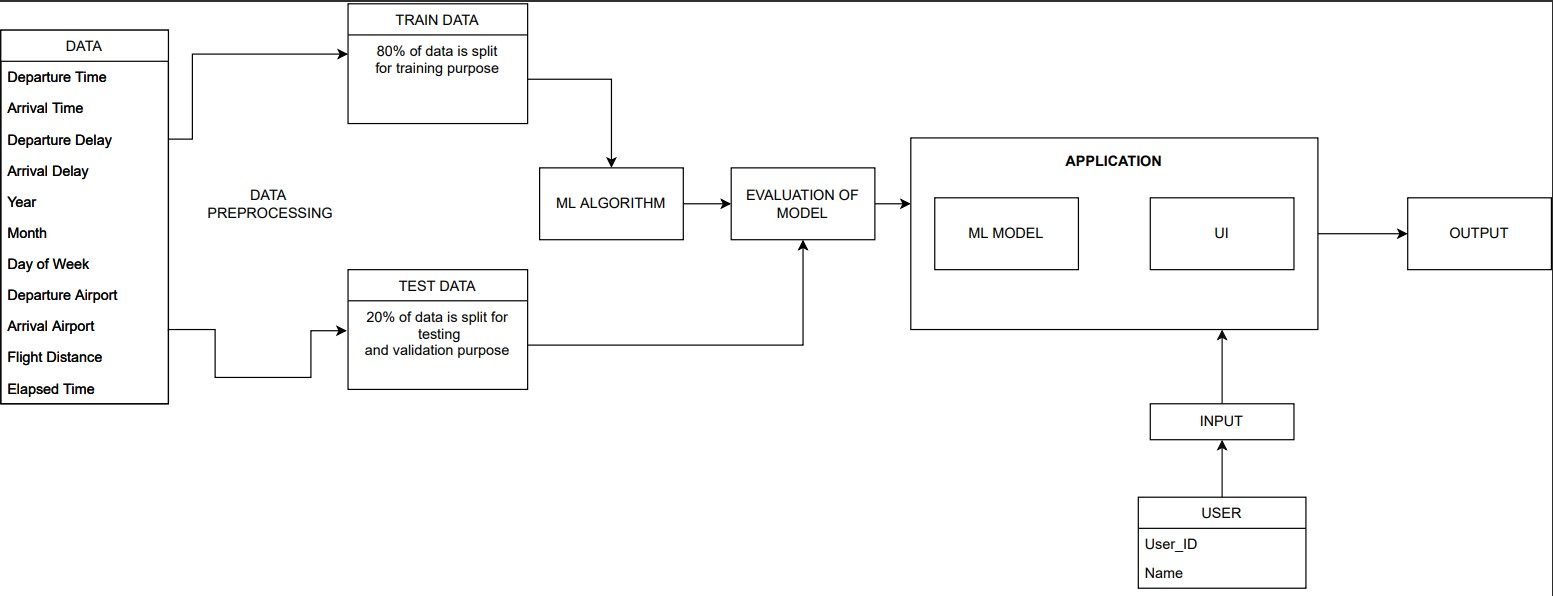 DATA
Departure Time
Arrival Time
Departure Delay
Arrival Delay
Year
Month
Day of Week
Departure Airport
Arrival Airport
Flight Distance
Elapsed Time
DATA
PREPROCESSING
TRAIN DATA
80% of data is split
for training purpose
TEST DATA
20% of data is split for
testing
and validation purpose
ML ALGORITHM
EVALUATION OF
MODEL
APPLICATION
ML MODEL
UI
OUTPUT
INPUT
USER
User_ID
Name